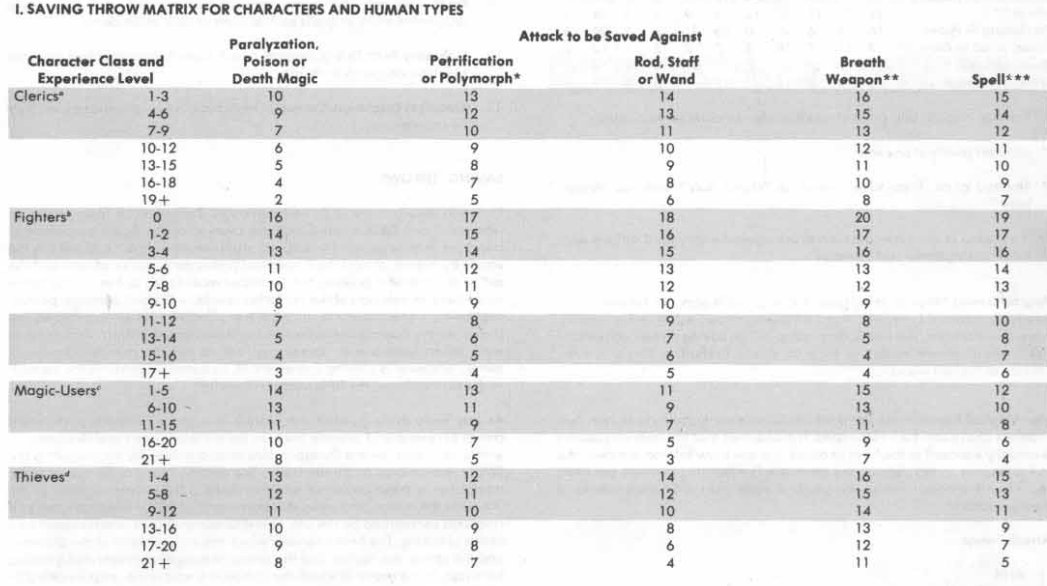 I. SAVING THROW MATRIX FOR CHARACTERS AND HUMAN TYPES
Attack to be Saved Against
Character Class and Experience Level Paralyzation, Poison or Death Magic Petrification or Polymorph* Rod, Staff or Wand Breath Weapon** Spell***
Clericsᵃ 1-3 10 13 14 16 15
4-6 9 12 13 15 14
7-9 7 10 11 13 12
10-12 6 9 10 12 11
13-15 5 8 9 11 10
16-18 4 7 8 10 9
19+ 2 5 6 8 7
Fightersᵇ 0 16 17 18 20 19
1-2 14 15 16 17 17
3-4 13 14 15 16 16
5-6 11 12 13 13 14
7-8 10 11 12 12 13
9-10 8 9 10 9 11
11-12 7 8 9 8 10
13-14 5 6 7 5 8
15-16 4 5 6 4 7
17+ 3 4 5 4 6
Magic-Usersᶜ 1-5 14 13 11 15 12
6-10 13 11 9 13 10
11-15 11 9 7 11 8
16-20 10 7 5 9 6
21+ 8 5 3 7 4
Thievesᵈ 1-4 13 12 14 16 15
5-8 12 11 12 15 13
9-12 11 10 10 14 11
13-16 10 9 8 13 9
17-20 9 8 6 12 7
21+ 8 7 4 11 5